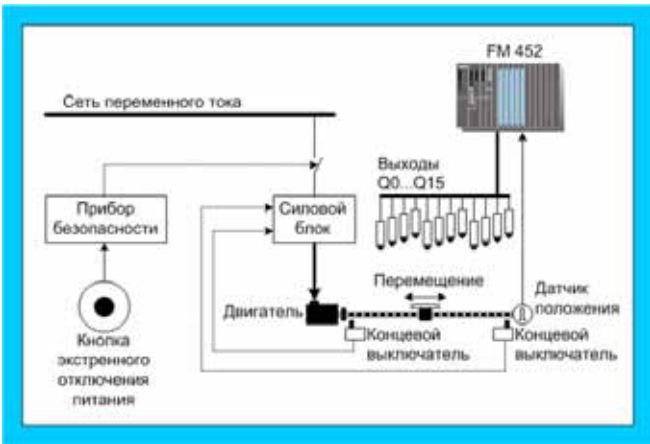 FM 452
Сеть переменного тока
Выходы
Q0...Q15
Прибор
безопасности
Силовой
блок
Перемещение
Датчик
положения
Двигатель
Концевой
выключатель
Концевой
выключатель
Кнопка
экстренного
отключения
питания